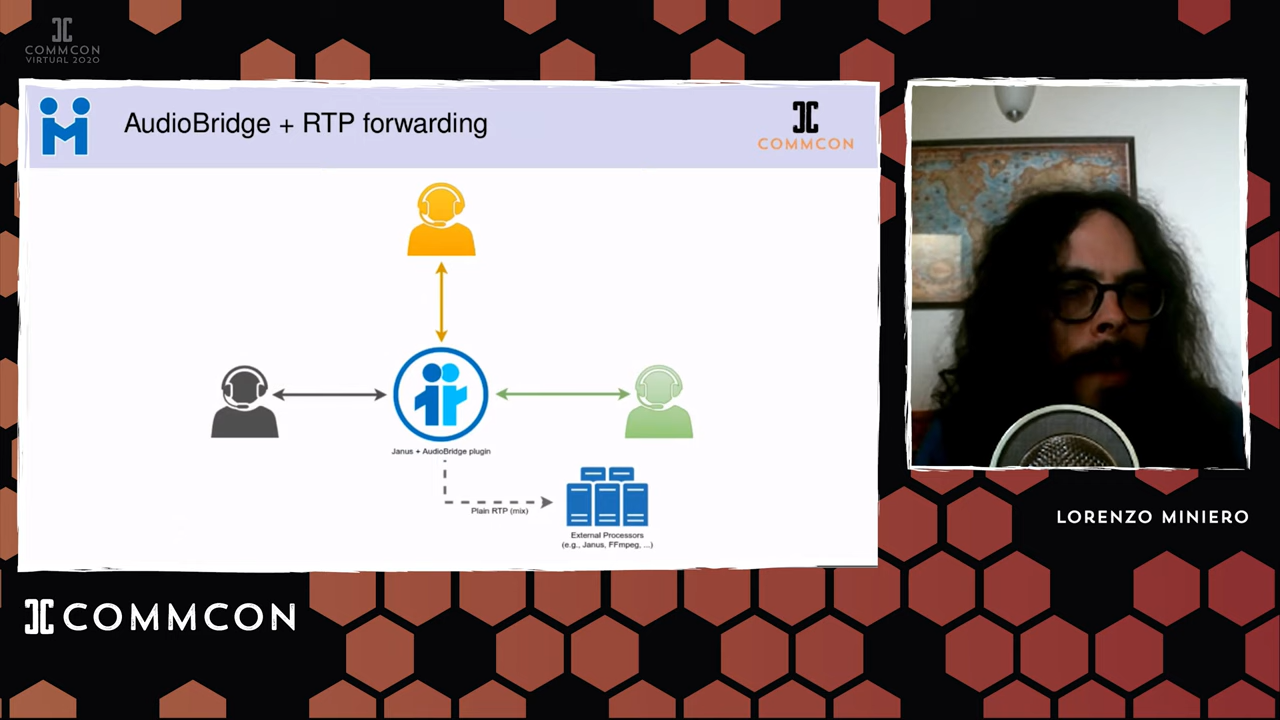 COMMCON
VIRTUAL 2020
AudioBridge + RTP forwarding
COMMCON
Janus + AudioBridge plugin
Plain RTP (mix)
External Processors
(e.g., Janus, FFmpeg, ...)
LORENZO MINIERO
COMMCON